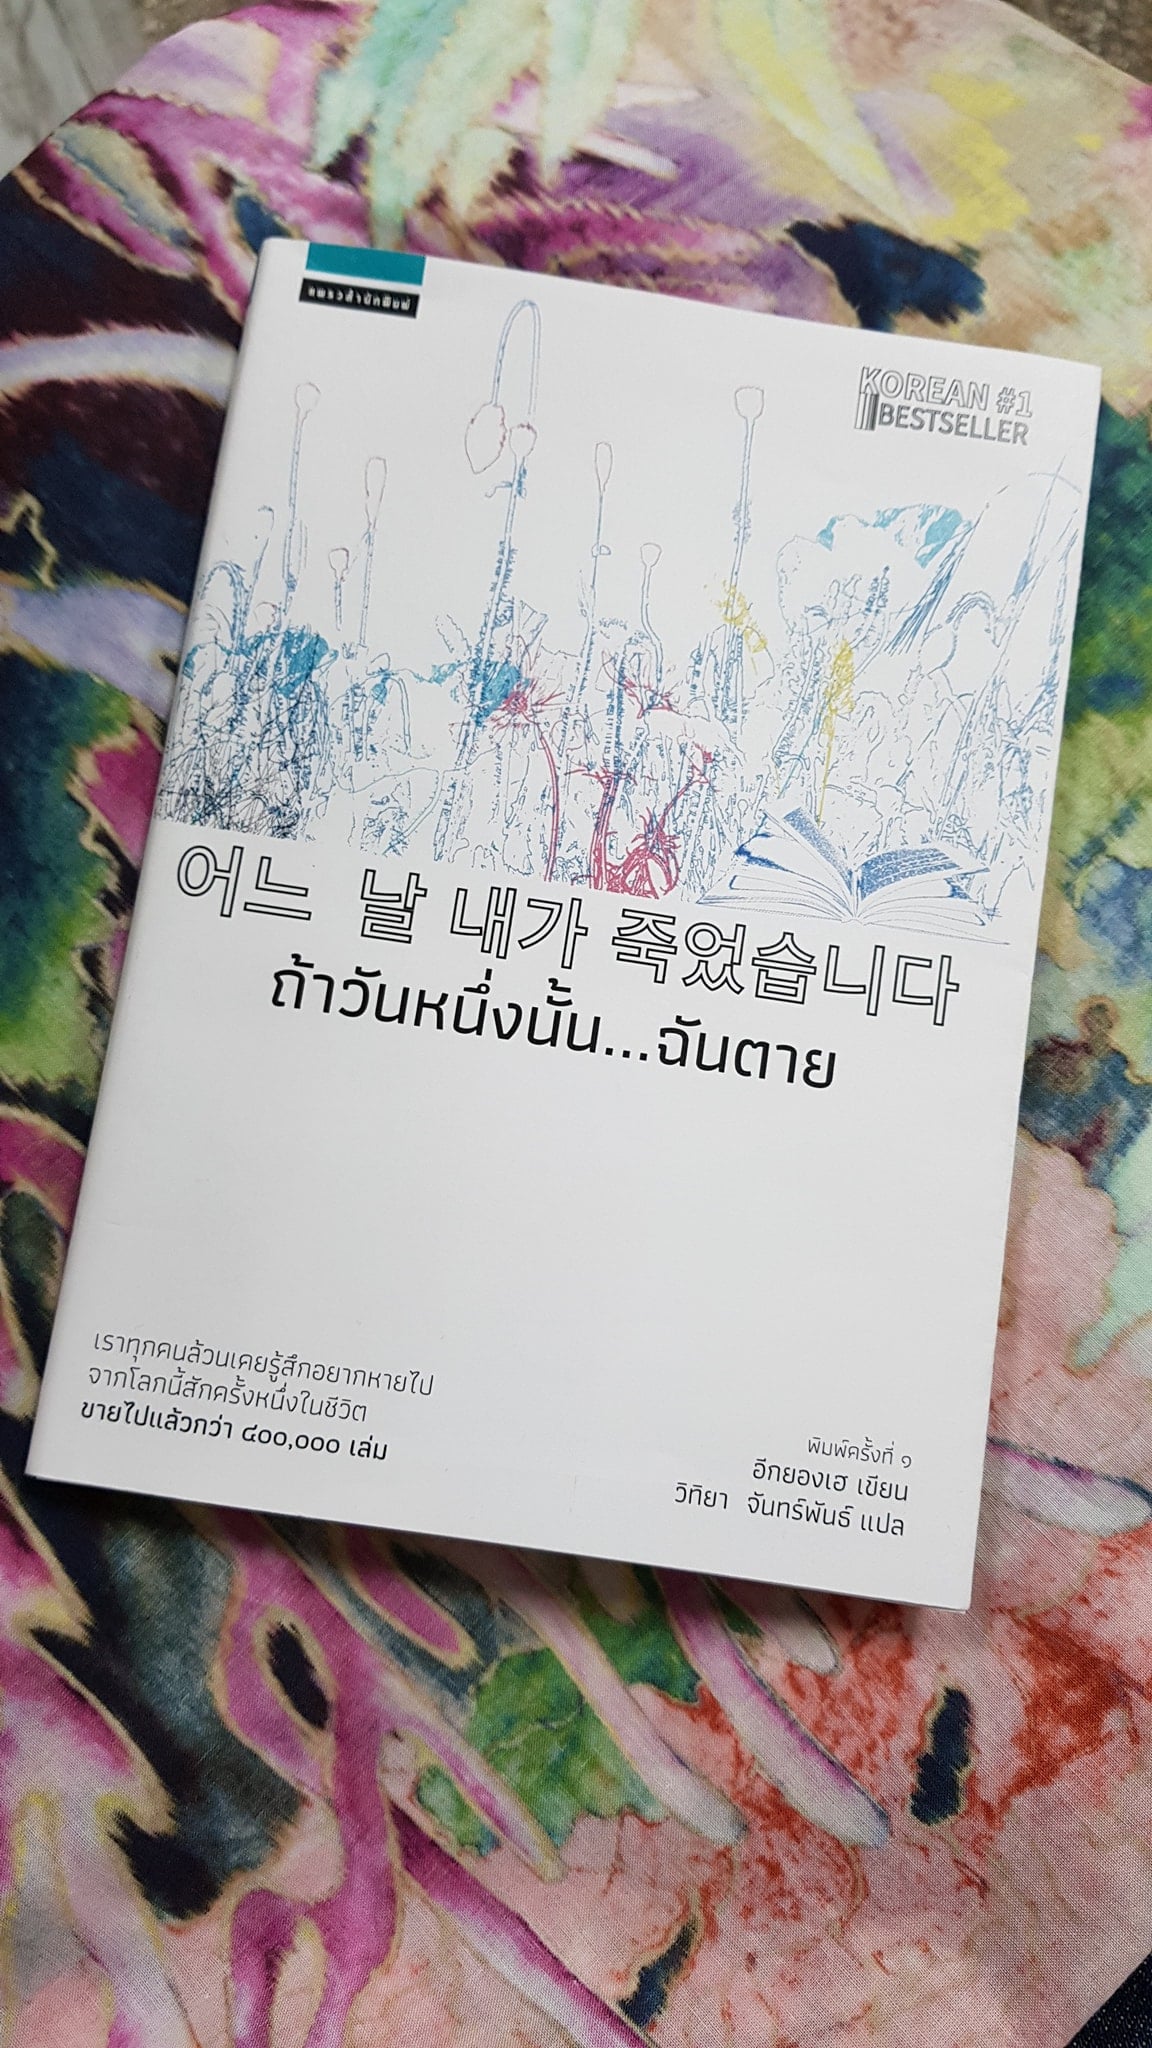 แพรวสำนักพิมพ์
KOREAN #1
BESTSELLER
어느 날 내가 죽었습니다
ถ้าวันหนึ่งนั้น...ฉันตาย
เราทุกคนล้วนเคยรู้สึกอยากหายไป
จากโลกนี้สักครั้งหนึ่งในชีวิต
ขายไปแล้วกว่า ๔๐๐,๐๐๐ เล่ม
พิมพ์ครั้งที่ ๑
อีกยองเฮ เขียน
วิทิยา จันทร์พันธ์ แปล